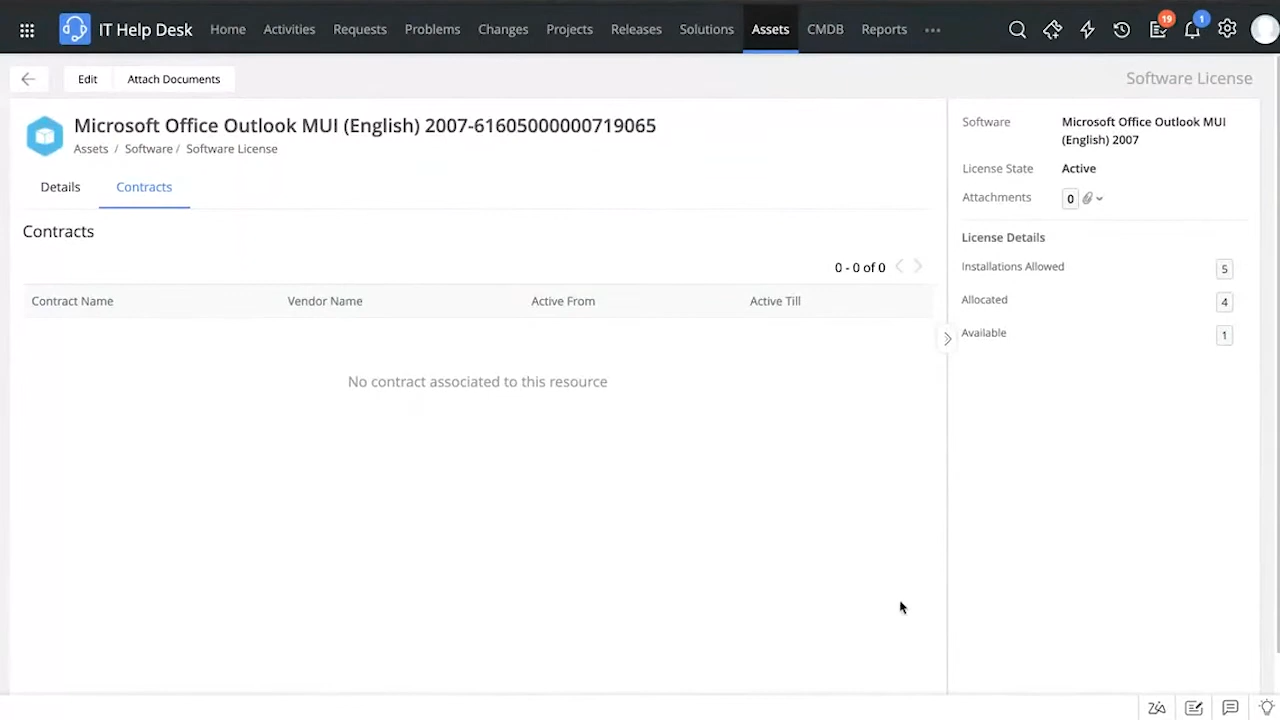 IT Help Desk Home Activities Requests Problems Changes Projects Releases Solutions Assets CMDB Reports 19 1
Edit Attach Documents Software License
Microsoft Office Outlook MUI (English) 2007-61605000000719065
Assets / Software / Software License
Details Contracts
Contracts
0 - 0 of 0
Contract Name Vendor Name Active From Active Till
No contract associated to this resource
Software Microsoft Office Outlook MUI
(English) 2007
License State Active
Attachments 0
License Details
Installations Allowed 5
Allocated 4
Available 1